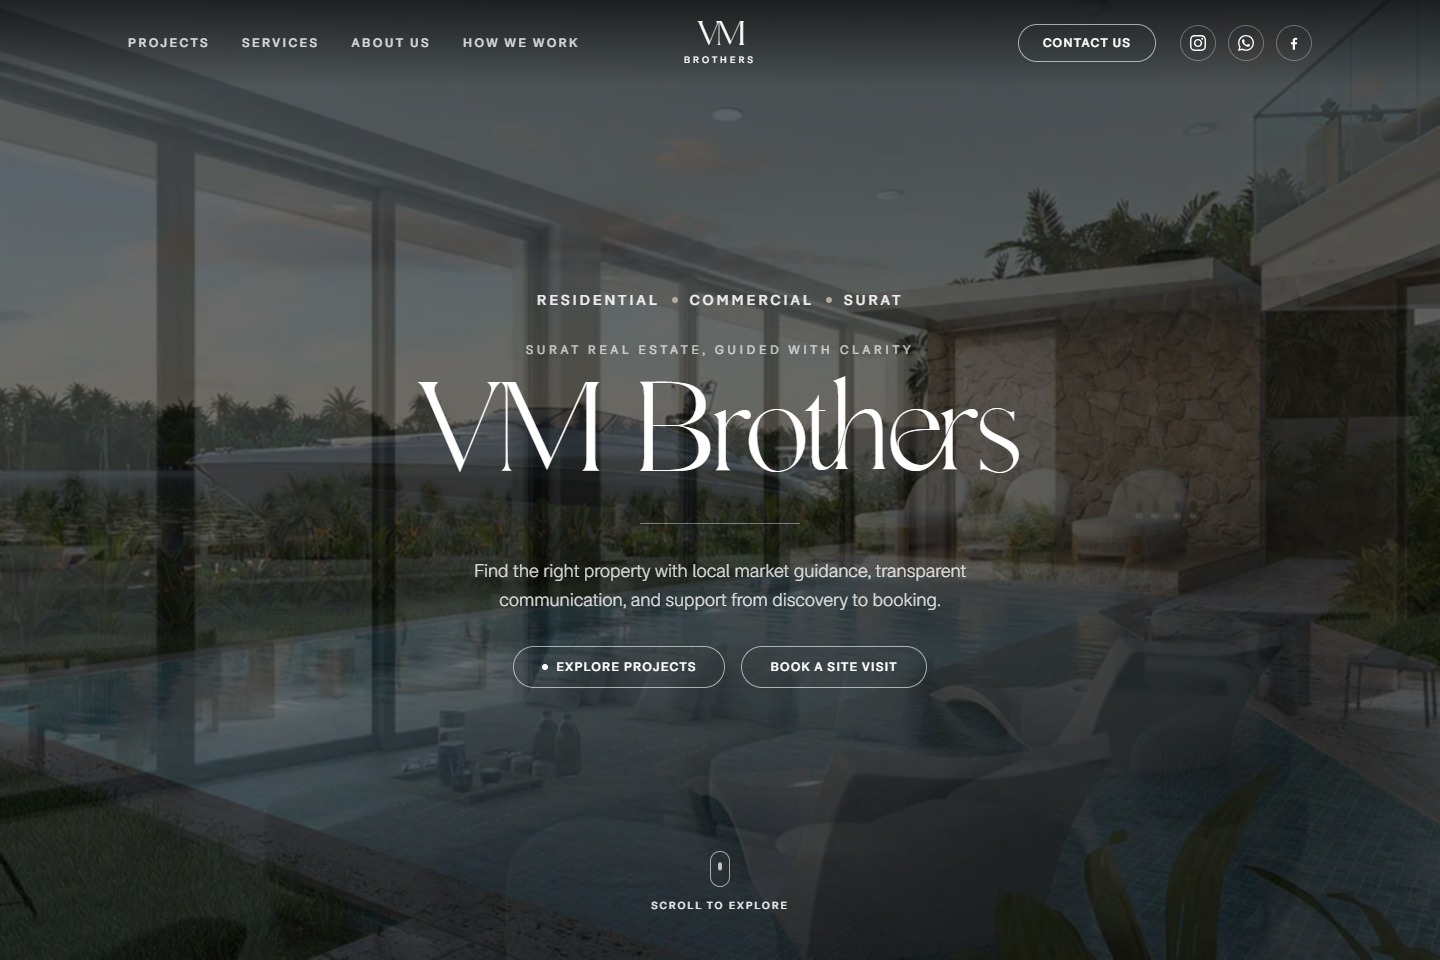 PROJECTS SERVICES ABOUT US HOW WE WORK
VM
BROTHERS
CONTACT US
RESIDENTIAL • COMMERCIAL • SURAT
SURAT REAL ESTATE, GUIDED WITH CLARITY
VM Brothers
Find the right property with local market guidance, transparent
communication, and support from discovery to booking.
• EXPLORE PROJECTS
BOOK A SITE VISIT
SCROLL TO EXPLORE